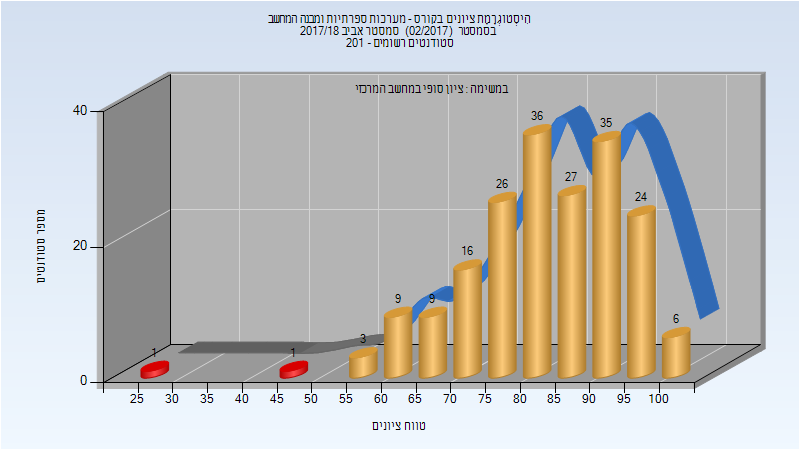 היסטוגרמת ציונים בקורס - מערכות ספרתיות ומבנה המחשב
בסמסטר (02/2017) סמסטר אביב 2017/18
סטודנטים רשומים - 201
במשימה : ציון סופי במחשב המרכזי
מספר סטודנטים
40
20
0
1
1
3
9
9
16
26
36
27
35
24
6
25 30 35 40 45 50 55 60 65 70 75 80 85 90 95 100
טווח ציונים